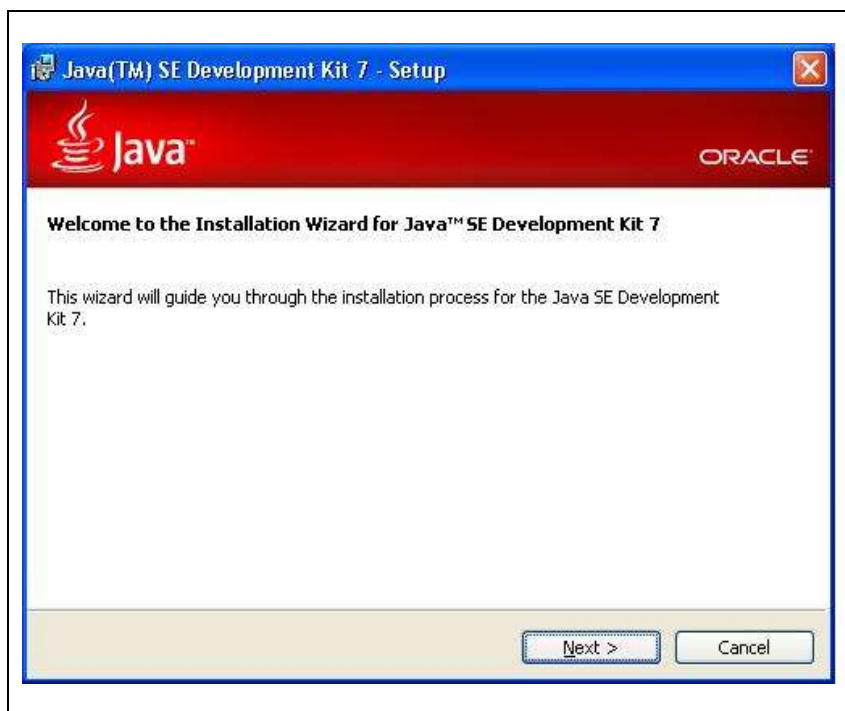 Java(TM) SE Development Kit 7 - Setup
Java™
ORACLE®
Welcome to the Installation Wizard for Java™ SE Development Kit 7
This wizard will guide you through the installation process for the Java SE Development
Kit 7.
Next >
Cancel